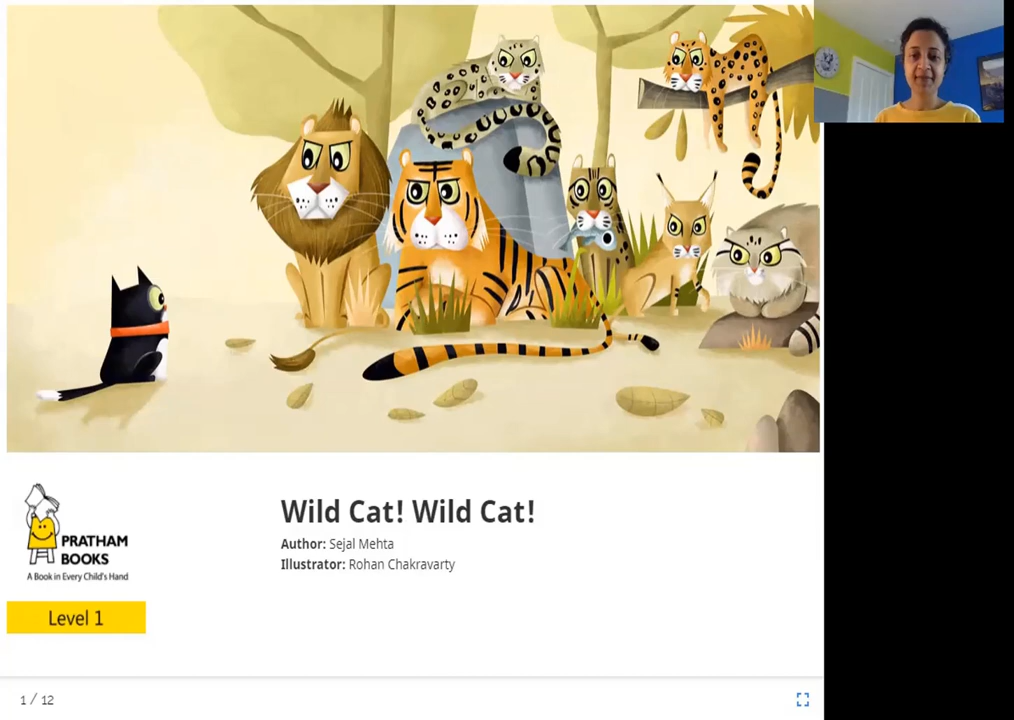 Wild Cat! Wild Cat!
Author: Sejal Mehta
Illustrator: Rohan Chakravarty
PRATHAM
BOOKS
A Book in Every Child's Hand
Level 1
1 / 12